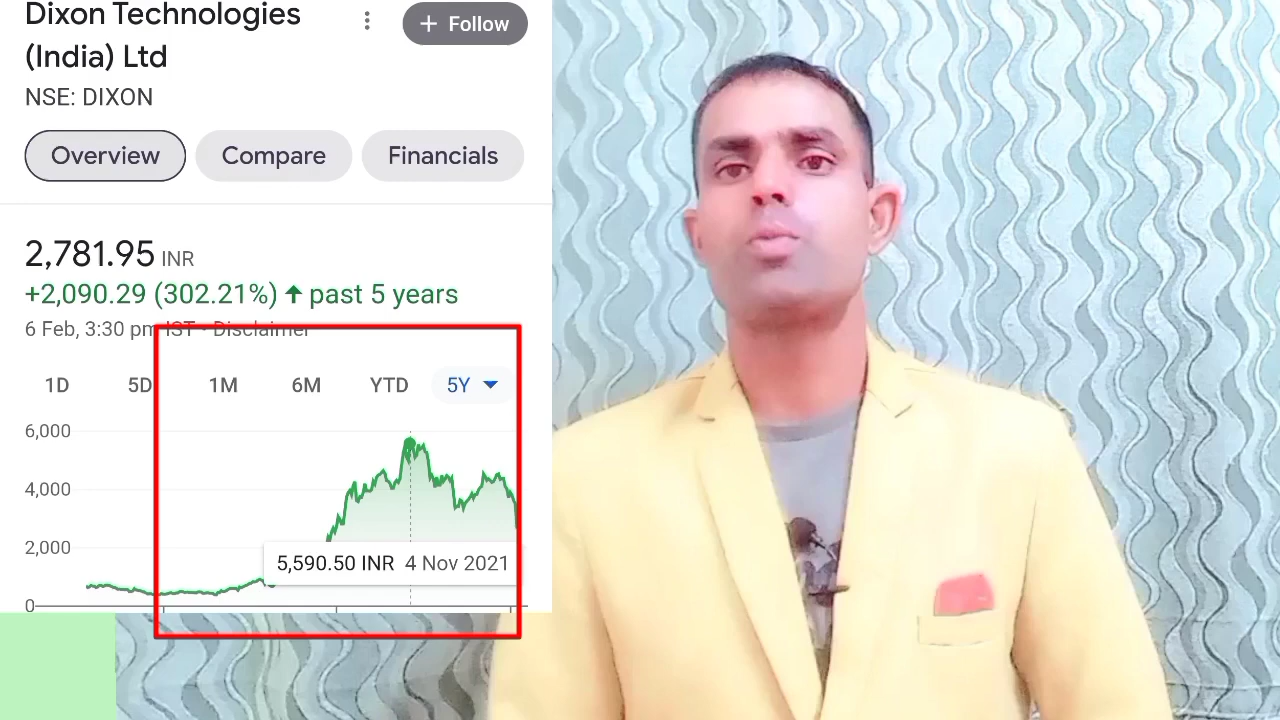 Dixon Technologies
(India) Ltd
+ Follow
NSE: DIXON
Overview Compare Financials
2,781.95 INR
+2,090.29 (302.21%) ↑ past 5 years
6 Feb, 3:30 pm IST · Disclaimer
1D 5D 1M 6M YTD 5Y
6,000
4,000
2,000
5,590.50 INR 4 Nov 2021
0